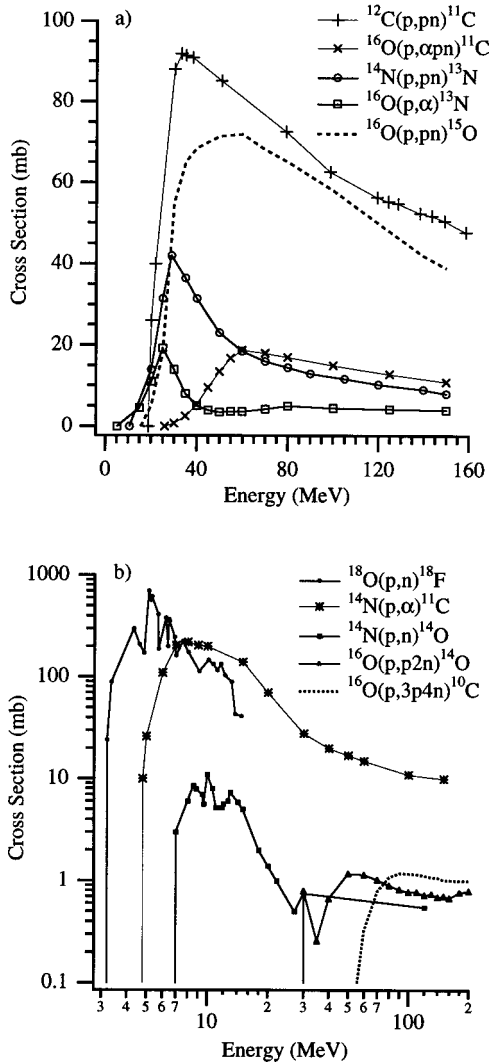 a)
¹²C(p,pn)¹¹C
¹⁶O(p,αpn)¹¹C
¹⁴N(p,pn)¹³N
¹⁶O(p,α)¹³N
¹⁶O(p,pn)¹⁵O
100
80
60
40
20
0
Cross Section (mb)
0 40 80 120 160
Energy (MeV)
b)
¹⁸O(p,n)¹⁸F
¹⁴N(p,α)¹¹C
¹⁴N(p,n)¹⁴O
¹⁶O(p,p2n)¹⁴O
¹⁶O(p,3p4n)¹⁰C
1000
100
10
1
0.1
Cross Section (mb)
3 4 5 6 7 10 2 3 4 5 6 7 100 2
Energy (MeV)